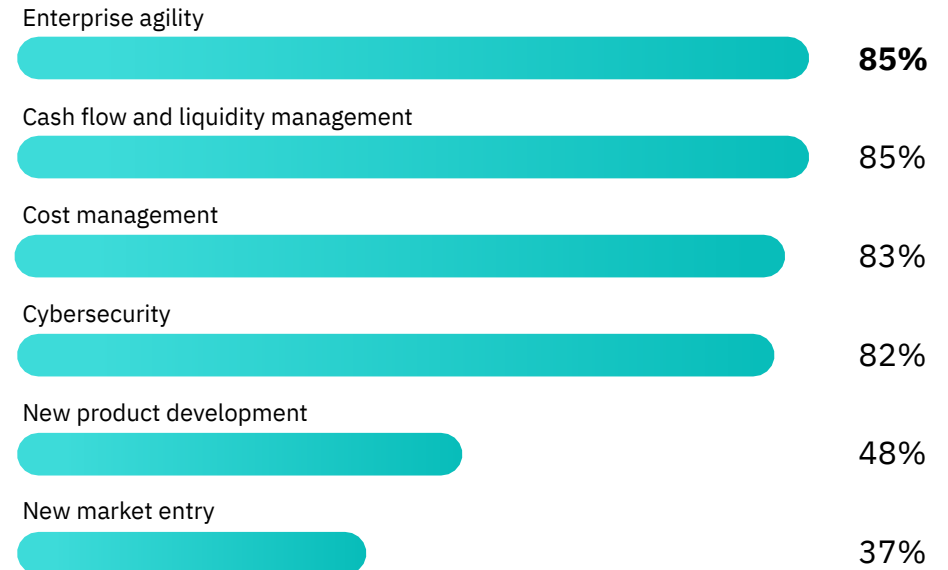 Enterprise agility
85%
Cash flow and liquidity management
85%
Cost management
83%
Cybersecurity
82%
New product development
48%
New market entry
37%